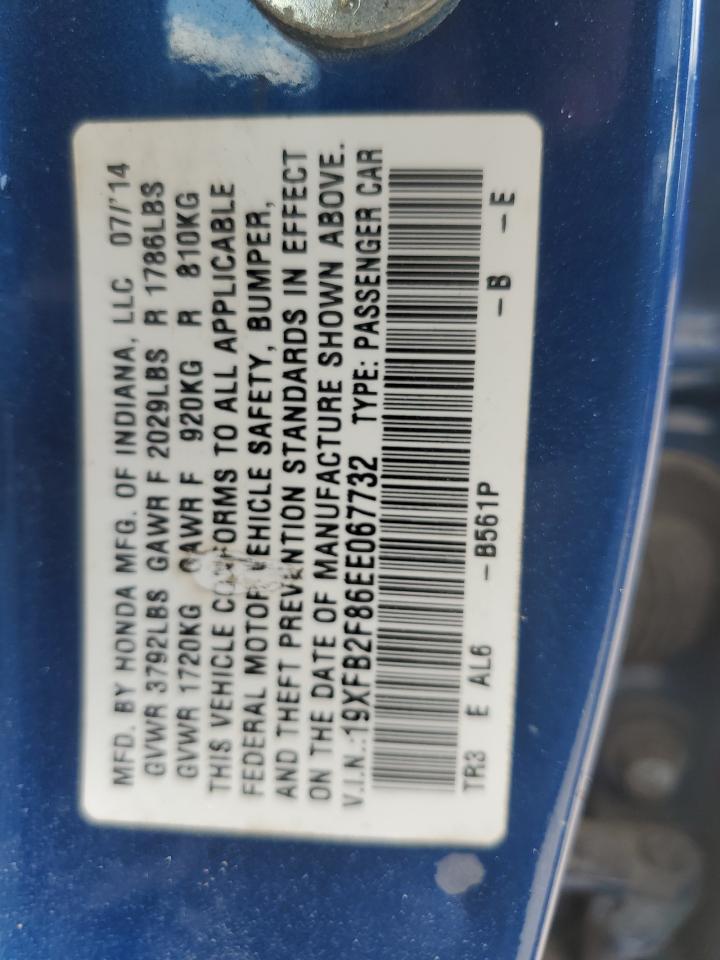 MFD. BY HONDA MFG. OF INDIANA, LLC 07/'14
GVWR 3792LBS GAWR F 2029LBS R 1786LBS
GVWR 1720KG GAWR F 920KG R 810KG
THIS VEHICLE CONFORMS TO ALL APPLICABLE
FEDERAL MOTOR VEHICLE SAFETY, BUMPER,
AND THEFT PREVENTION STANDARDS IN EFFECT
ON THE DATE OF MANUFACTURE SHOWN ABOVE.
V.I.N.:19XFB2F86EE067732 TYPE: PASSENGER CAR
TR3 E AL6 -B561P -B -E